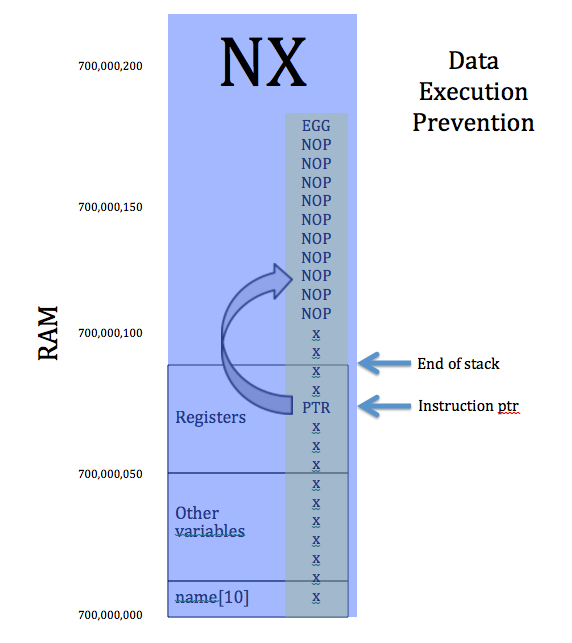 NX
Data
Execution
Prevention
700,000,200
EGG
NOP
NOP
NOP
NOP
700,000,150
NOP
NOP
NOP
NOP
NOP
NOP
RAM
700,000,100
x
x
End of stack
x
x
PTR
Instruction ptr
Registers
x
x
x
700,000,050
x
x
Other
variables
x
x
x
x
name[10]
x
700,000,000